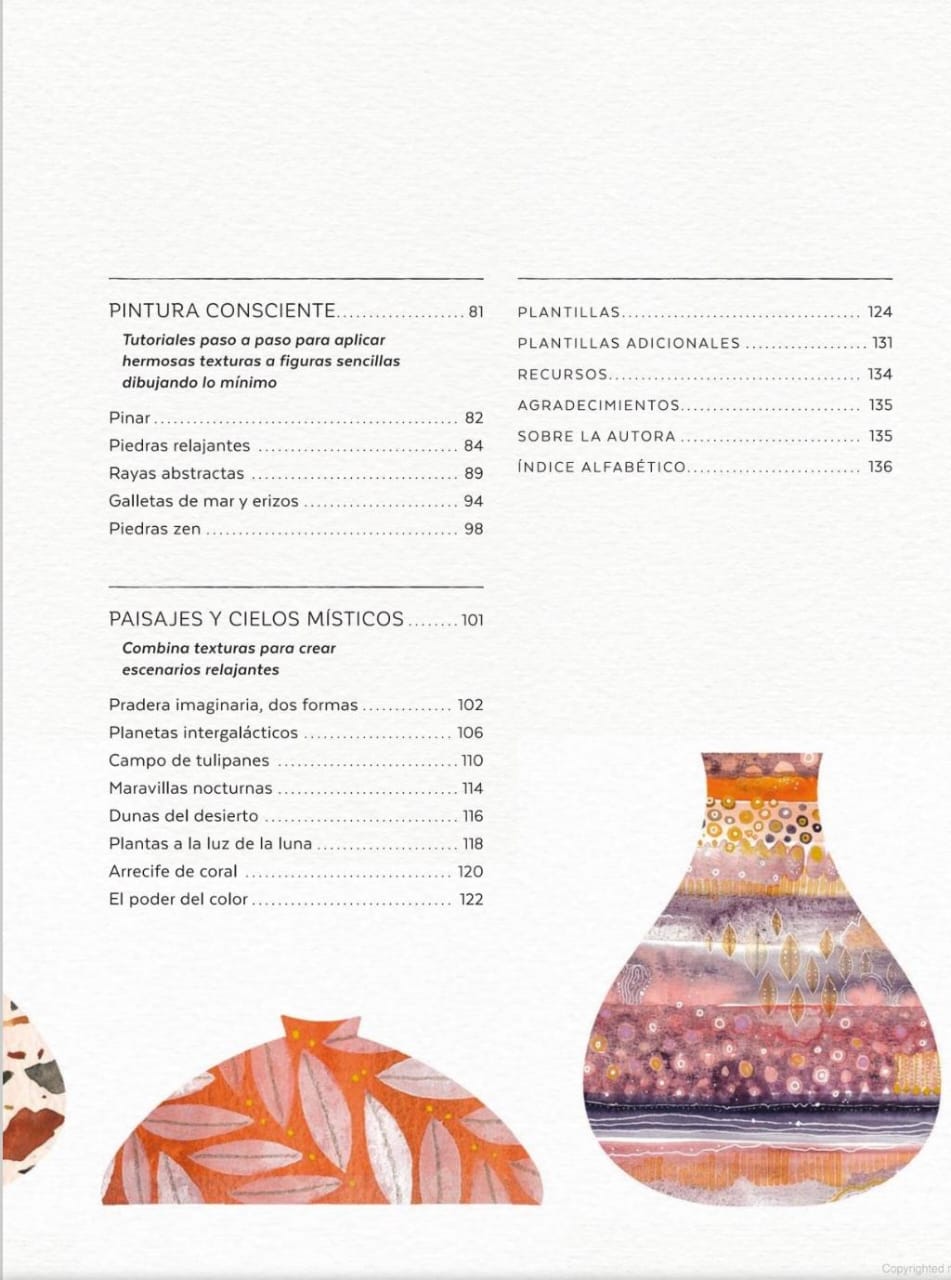 PINTURA CONSCIENTE.................... 81
Tutoriales paso a paso para aplicar
hermosas texturas a figuras sencillas
dibujando lo mínimo
Pinar ................................................ 82
Piedras relajantes ................................ 84
Rayas abstractas ................................. 89
Galletas de mar y erizos ........................ 94
Piedras zen ........................................ 98
PAISAJES Y CIELOS MÍSTICOS ........ 101
Combina texturas para crear
escenarios relajantes
Pradera imaginaria, dos formas .............. 102
Planetas intergalácticos ....................... 106
Campo de tulipanes ........................... 110
Maravillas nocturnas ............................ 114
Dunas del desierto .............................. 116
Plantas a la luz de la luna ..................... 118
Arrecife de coral ................................ 120
El poder del color ............................... 122
PLANTILLAS...................................... 124
PLANTILLAS ADICIONALES ................... 131
RECURSOS........................................ 134
AGRADECIMIENTOS............................ 135
SOBRE LA AUTORA ............................ 135
ÍNDICE ALFABÉTICO........................... 136
Copyrighted